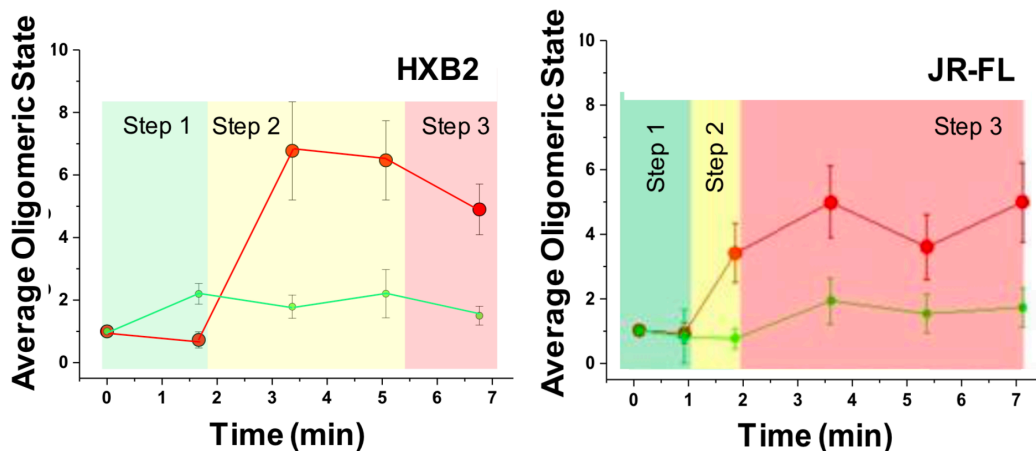 Average Oligomeric State
10
8
6
4
2
0
HXB2
Step 1
Step 2
Step 3
0 1 2 3 4 5 6 7
Time (min)
Average Oligomeric State
10
8
6
4
2
0
JR-FL
Step 1
Step 2
Step 3
0 1 2 3 4 5 6 7
Time (min)